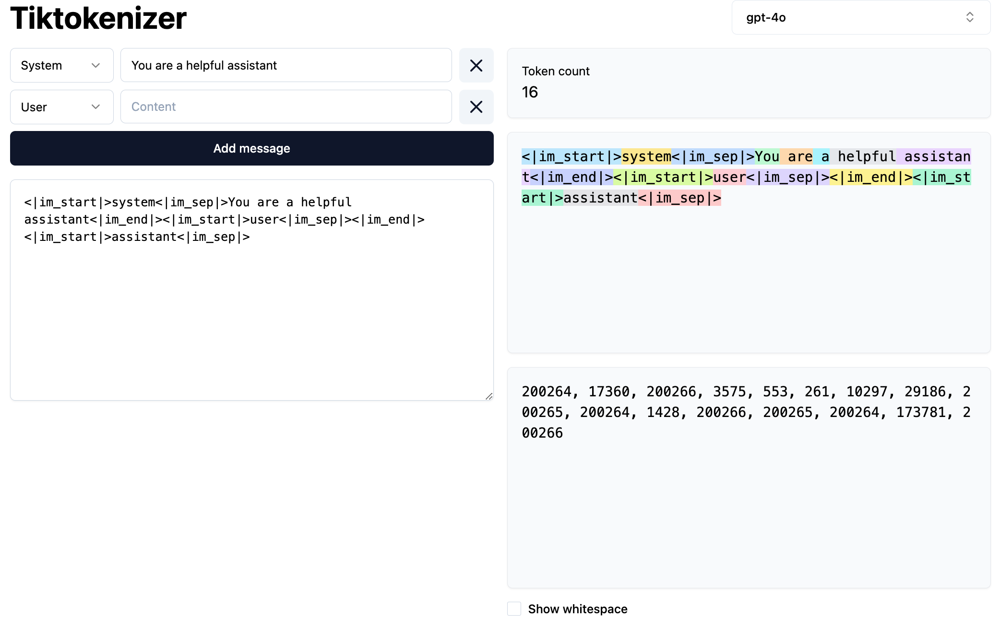 Tiktokenizer
gpt-4o
System
You are a helpful assistant
User
Content
Add message
<|im_start|>system<|im_sep|>You are a helpful
assistant<|im_end|><|im_start|>user<|im_sep|><|im_end|>
<|im_start|>assistant<|im_sep|>
Token count
16
<|im_start|>system<|im_sep|>You are a helpful assistan
t<|im_end|><|im_start|>user<|im_sep|><|im_end|><|im_st
art|>assistant<|im_sep|>
200264, 17360, 200266, 3575, 553, 261, 10297, 29186, 2
00265, 200264, 1428, 200266, 200265, 200264, 173781, 2
00266
Show whitespace